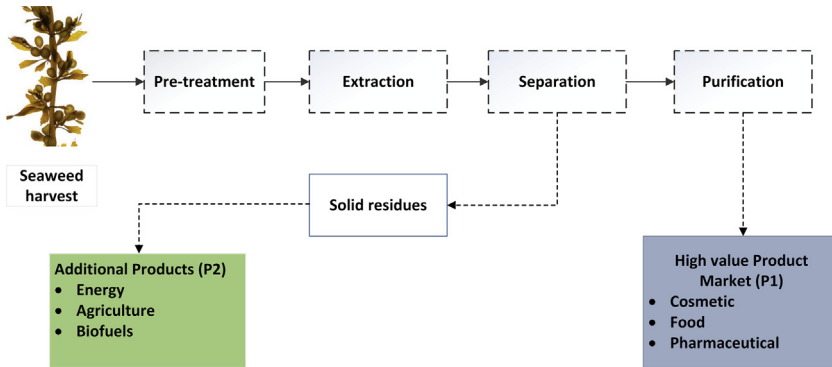 Pre-treatment
Extraction
Separation
Purification
Seaweed
harvest
Solid residues
Additional Products (P2)
• Energy
• Agriculture
• Biofuels
High value Product
Market (P1)
• Cosmetic
• Food
• Pharmaceutical